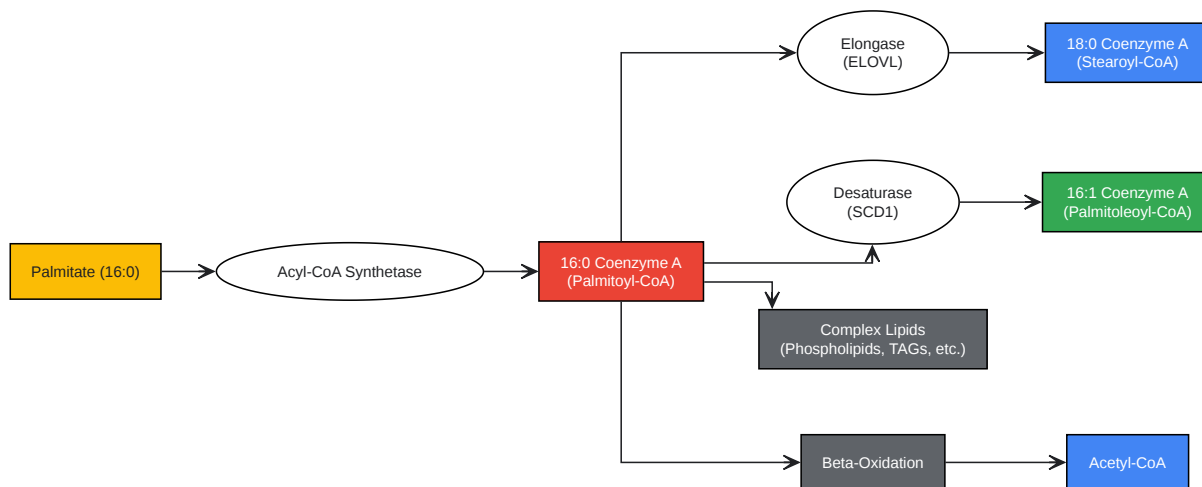 Elongase
(ELOVL)
18:0 Coenzyme A
(Stearoyl-CoA)
Desaturase
(SCD1)
16:1 Coenzyme A
(Palmitoleoyl-CoA)
Palmitate (16:0)
Acyl-CoA Synthetase
16:0 Coenzyme A
(Palmitoyl-CoA)
Complex Lipids
(Phospholipids, TAGs, etc.)
Beta-Oxidation
Acetyl-CoA